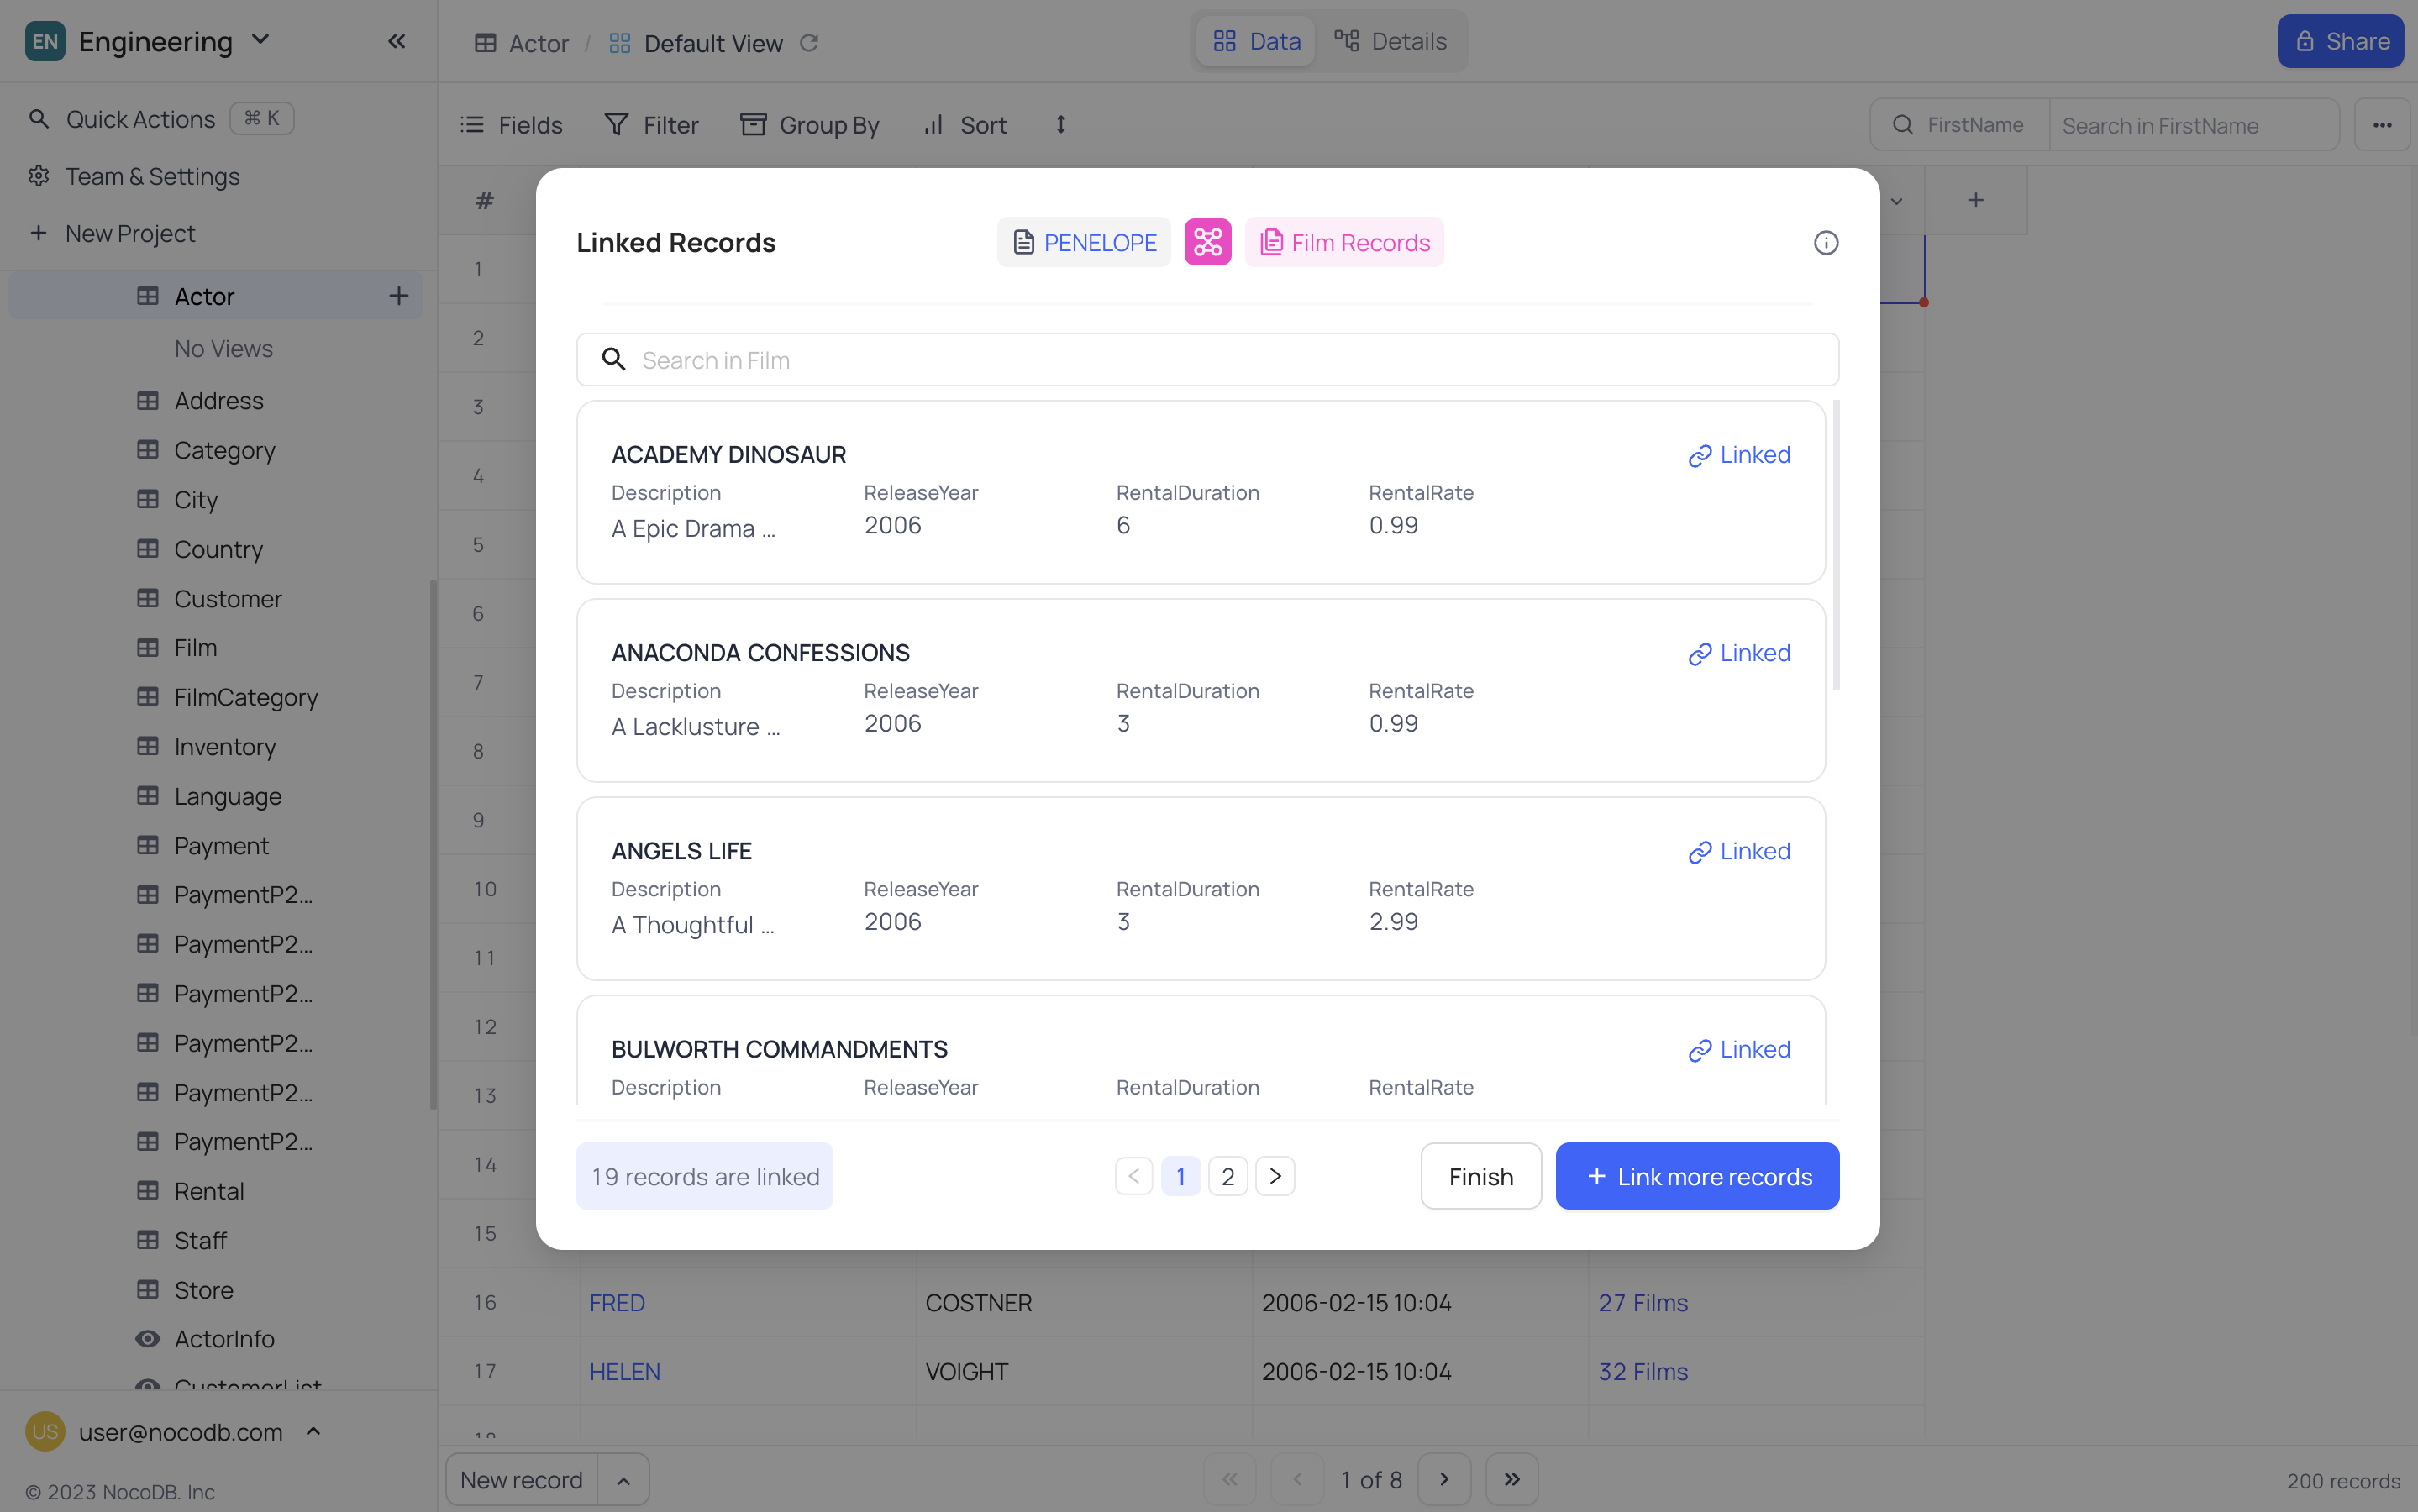 EN Engineering
Quick Actions ⌘ K
Team & Settings
New Project
Actor
No Views
Address
Category
City
Country
Customer
Film
FilmCategory
Inventory
Language
Payment
PaymentP2...
PaymentP2...
PaymentP2...
PaymentP2...
PaymentP2...
PaymentP2...
Rental
Staff
Store
ActorInfo
CustomerList
US user@nocodb.com
© 2023 NocoDB. Inc
Actor / Default View
Data Details
Share
Fields Filter Group By Sort
FirstName Search in FirstName
#
1
2
3
4
5
6
7
8
9
10
11
12
13
14
15
16 FRED COSTNER 2006-02-15 10:04 27 Films
17 HELEN VOIGHT 2006-02-15 10:04 32 Films
18
New record
1 of 8
200 records
Linked Records PENELOPE Film Records
Search in Film
ACADEMY DINOSAUR Linked
Description ReleaseYear RentalDuration RentalRate
A Epic Drama ... 2006 6 0.99
ANACONDA CONFESSIONS Linked
Description ReleaseYear RentalDuration RentalRate
A Lacklusture ... 2006 3 0.99
ANGELS LIFE Linked
Description ReleaseYear RentalDuration RentalRate
A Thoughtful ... 2006 3 2.99
BULWORTH COMMANDMENTS Linked
Description ReleaseYear RentalDuration RentalRate
19 records are linked
1 2
Finish
+ Link more records